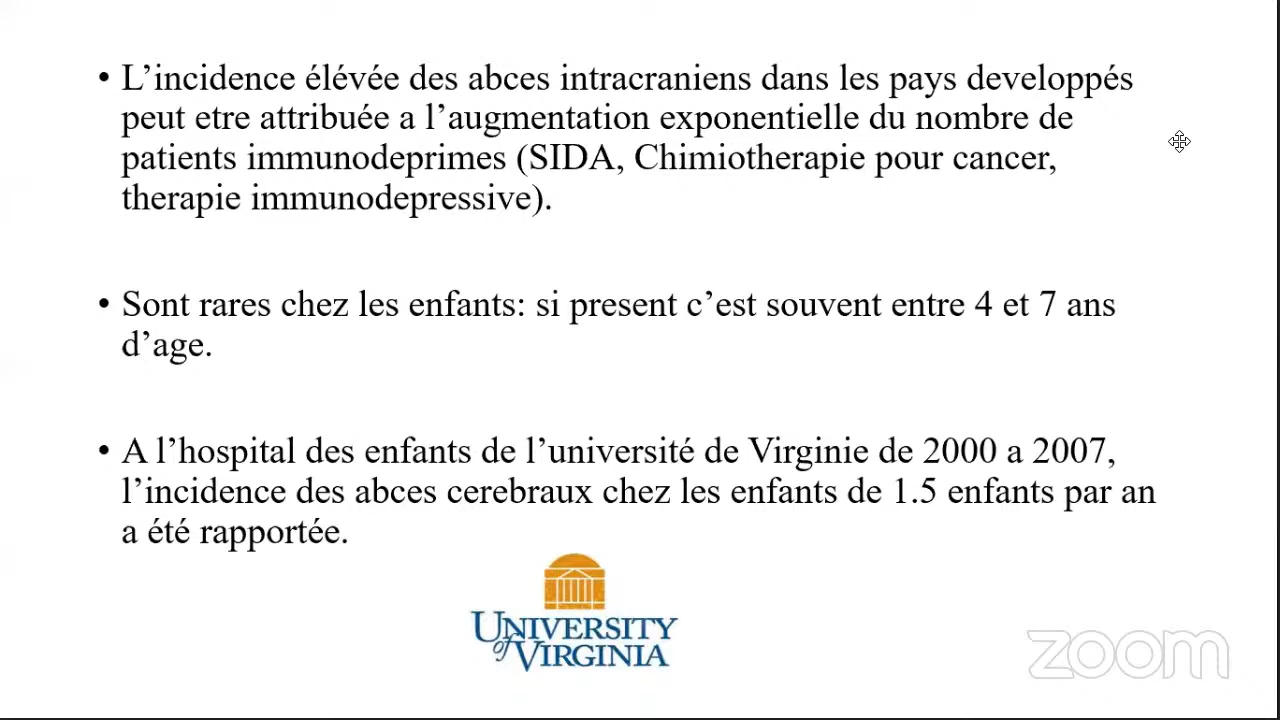 • L’incidence élévée des abces intracraniens dans les pays developpés
peut etre attribuée a l’augmentation exponentielle du nombre de
patients immunodeprimes (SIDA, Chimiotherapie pour cancer,
therapie immunodepressive).
• Sont rares chez les enfants: si present c’est souvent entre 4 et 7 ans
d’age.
• A l’hospital des enfants de l’université de Virginie de 2000 a 2007,
l’incidence des abces cerebraux chez les enfants de 1.5 enfants par an
a été rapportée.
UNIVERSITY
of VIRGINIA
zoom